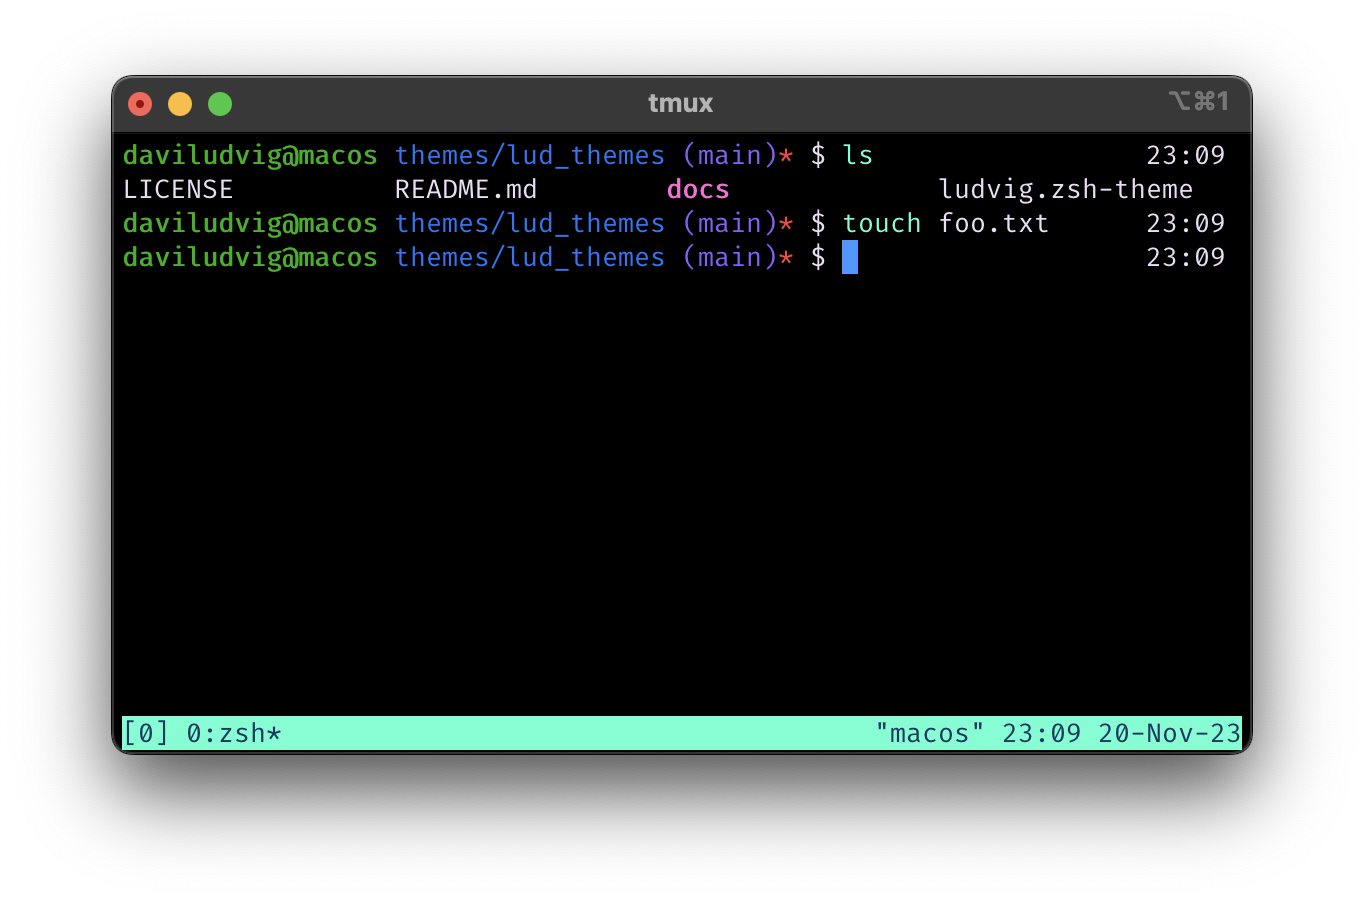 tmux ⌥⌘1
daviludvig@macos themes/lud_themes (main)* $ ls 23:09
LICENSE README.md docs ludvig.zsh-theme
daviludvig@macos themes/lud_themes (main)* $ touch foo.txt 23:09
daviludvig@macos themes/lud_themes (main)* $ 23:09
[0] 0:zsh* "macos" 23:09 20-Nov-23